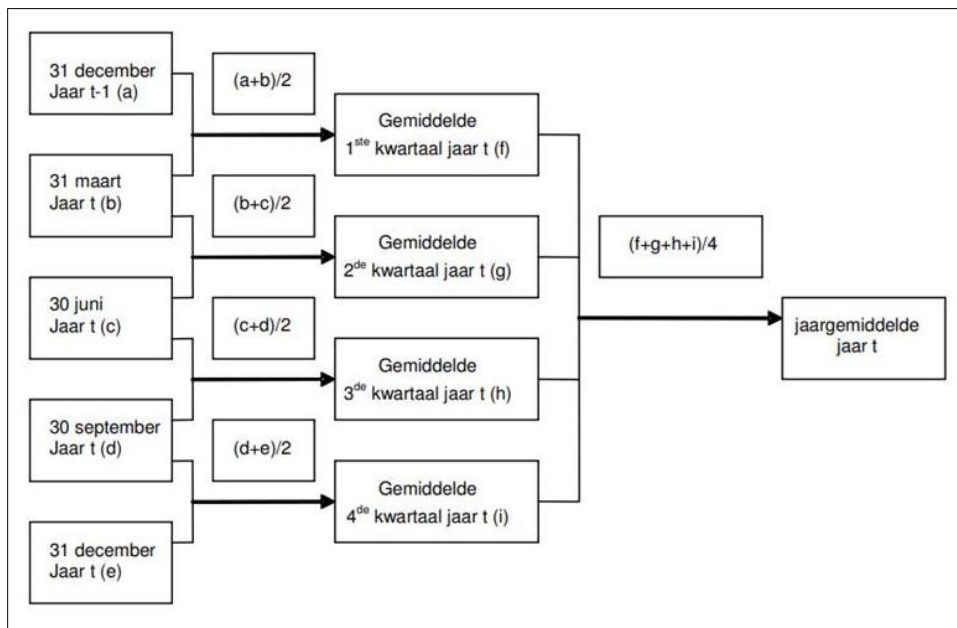 31 december
Jaar t-1 (a)
(a+b)/2
Gemiddelde
1ste kwartaal jaar t (f)
31 maart
Jaar t (b)
(b+c)/2
Gemiddelde
2de kwartaal jaar t (g)
(f+g+h+i)/4
30 juni
Jaar t (c)
(c+d)/2
jaargemiddelde
jaar t
Gemiddelde
3de kwartaal jaar t (h)
30 september
Jaar t (d)
(d+e)/2
Gemiddelde
4de kwartaal jaar t (i)
31 december
Jaar t (e)